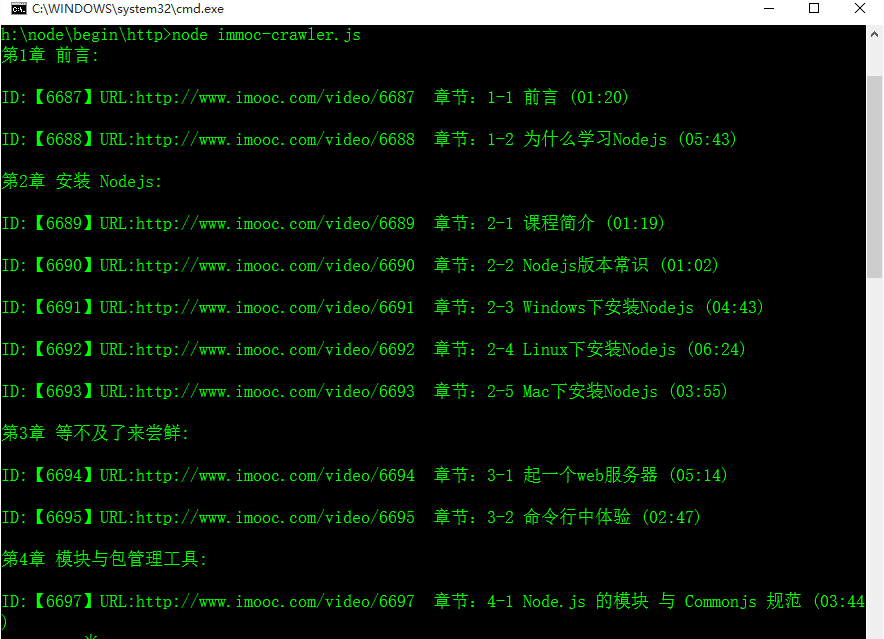 C:\WINDOWS\system32\cmd.exe
h:\node\begin\http>node immoc-crawler.js
第1章 前言:
ID:【6687】URL:http://www.imooc.com/video/6687 章节: 1-1 前言 (01:20)
ID:【6688】URL:http://www.imooc.com/video/6688 章节: 1-2 为什么学习Nodejs (05:43)
第2章 安装 Nodejs:
ID:【6689】URL:http://www.imooc.com/video/6689 章节: 2-1 课程简介 (01:19)
ID:【6690】URL:http://www.imooc.com/video/6690 章节: 2-2 Nodejs版本常识 (01:02)
ID:【6691】URL:http://www.imooc.com/video/6691 章节: 2-3 Windows下安装Nodejs (04:43)
ID:【6692】URL:http://www.imooc.com/video/6692 章节: 2-4 Linux下安装Nodejs (06:24)
ID:【6693】URL:http://www.imooc.com/video/6693 章节: 2-5 Mac下安装Nodejs (03:55)
第3章 等不及了来尝鲜:
ID:【6694】URL:http://www.imooc.com/video/6694 章节: 3-1 起一个web服务器 (05:14)
ID:【6695】URL:http://www.imooc.com/video/6695 章节: 3-2 命令行中体验 (02:47)
第4章 模块与包管理工具:
ID:【6697】URL:http://www.imooc.com/video/6697 章节: 4-1 Node.js 的模块 与 Commonjs 规范 (03:44
)